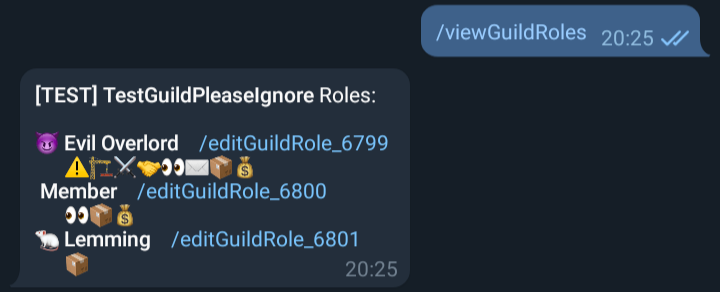 /viewGuildRoles 20:25
[TEST] TestGuildPleaseIgnore Roles:
😈 Evil Overlord /editGuildRole_6799
⚠️🏗️⚔️🤝👀✉️📦💰
Member /editGuildRole_6800
👀📦💰
🐁 Lemming /editGuildRole_6801
📦
20:25